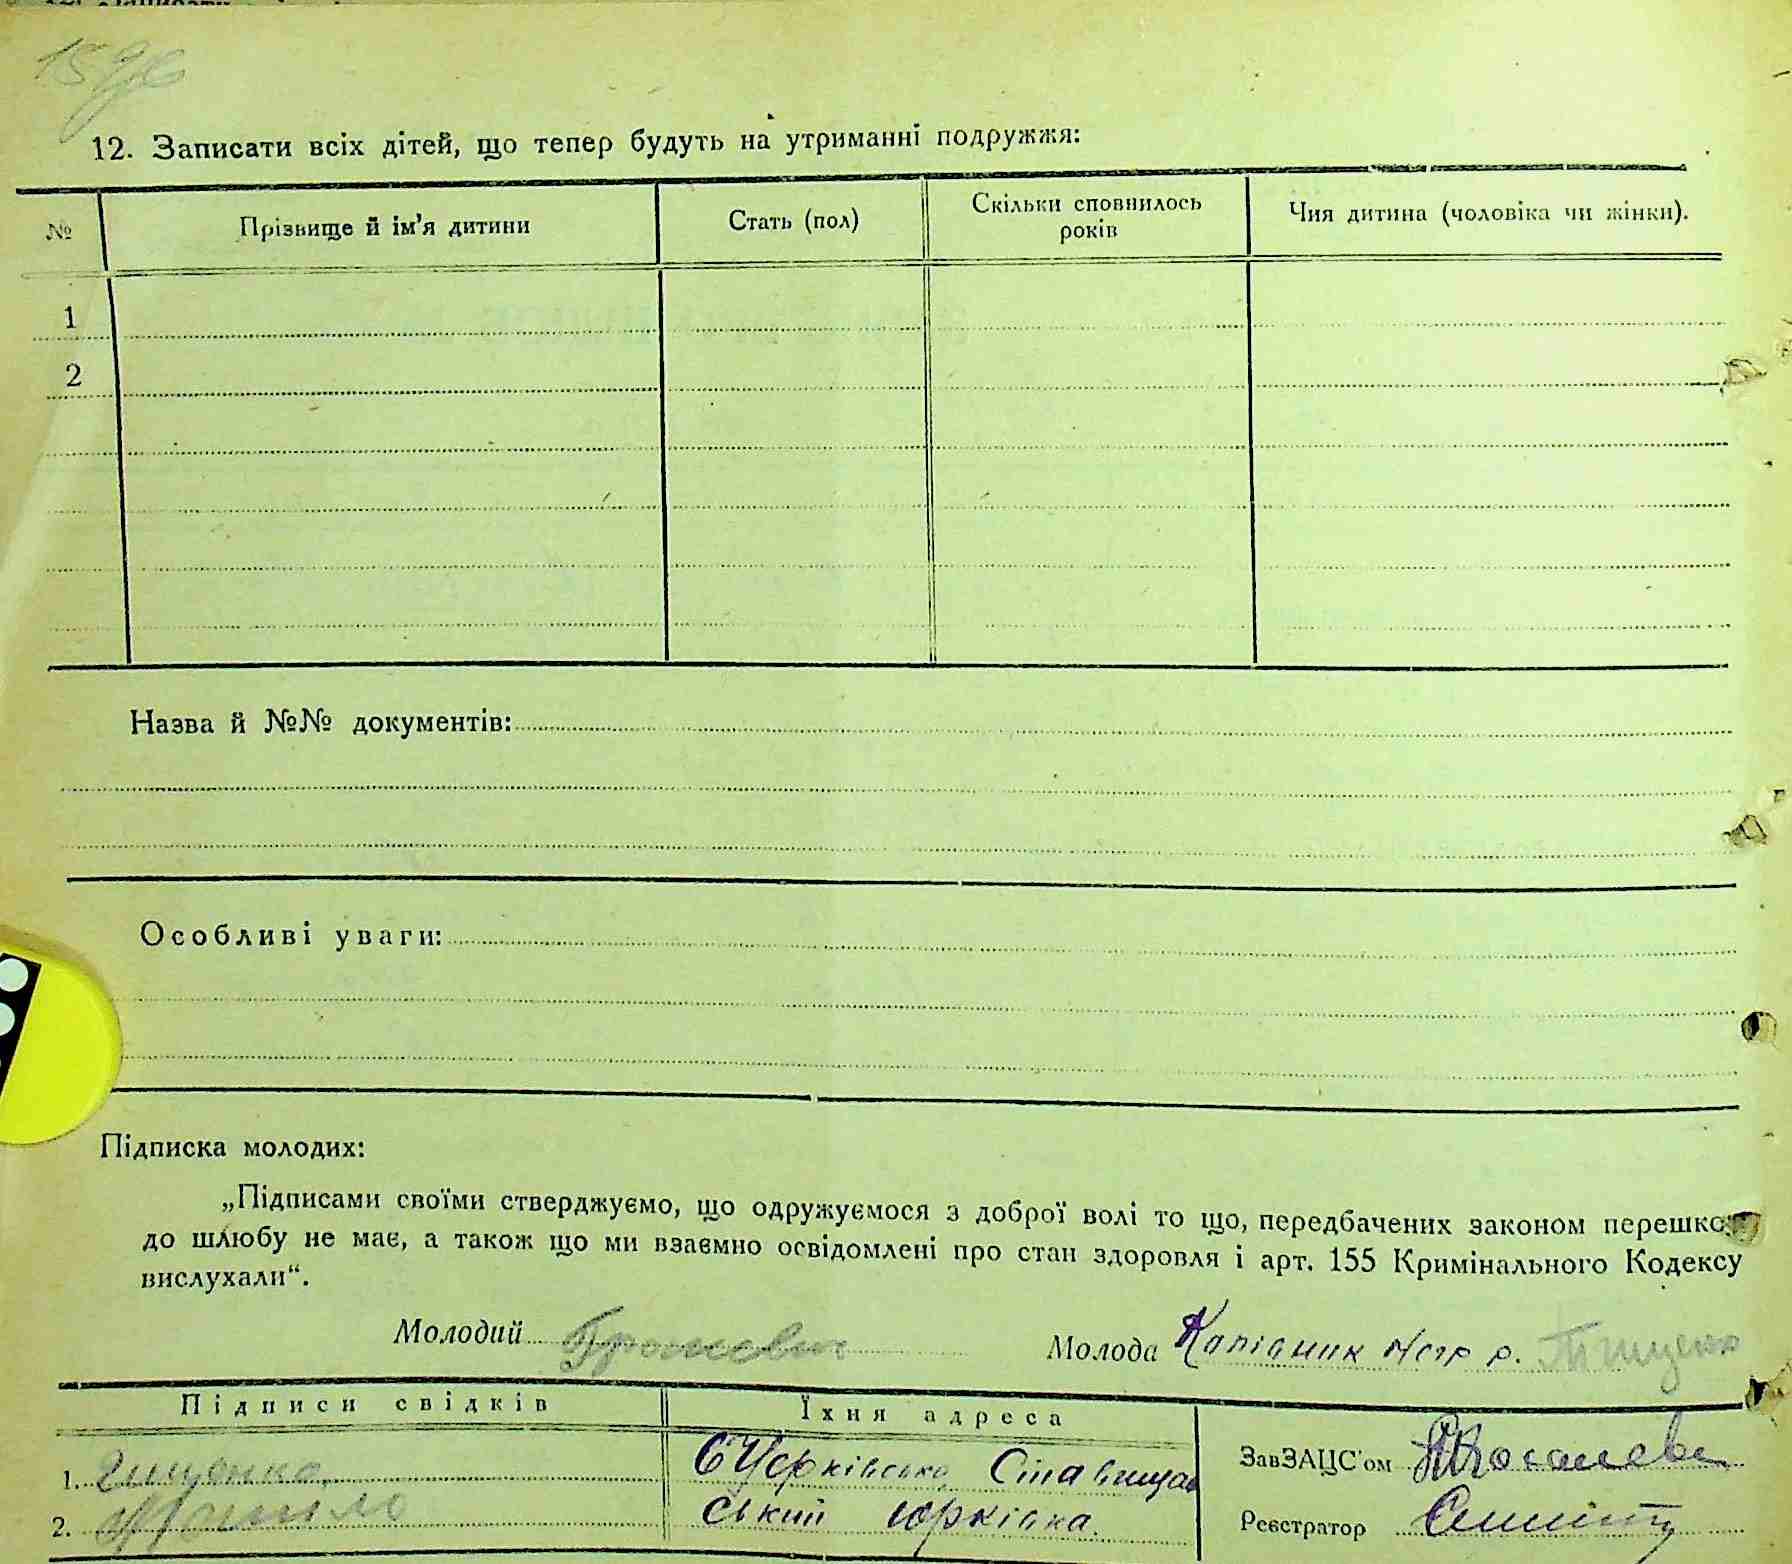 12. Записати всіх дітей, що тепер будуть на утриманні подружжя:
№ Прізвище й ім'я дитини Стать (пол) Скільки сповнилось років Чия дитина (чоловіка чи жінки).
1
2
Назва й №№ документів:
Особливі уваги:
Підписка молодих:
„Підписами своїми стверджуємо, що одружуємося з доброї волі то що, передбачених законом перешко
до шлюбу не має, а також що ми взаємно освідомлені про стан здоровля і арт. 155 Кримінального Кодексу
вислухали“.
Молодий Молода
Підписи свідків Їхня адреса
1. ЗавЗАЦС'ом
2. ський Юрківка Реєстратор